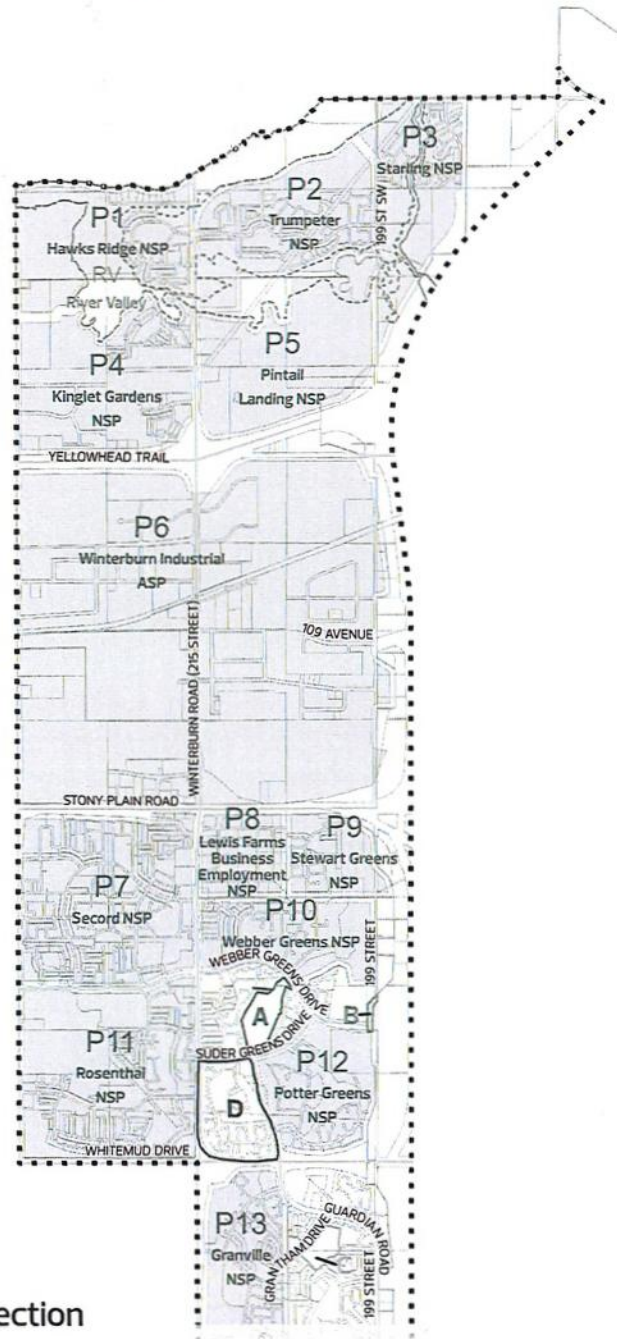 P3
Starling NSP
P2
Trumpeter
NSP
199 ST SW
P1
Hawks Ridge NSP
RV
River Valley
P4
Kinglet Gardens
NSP
P5
Pintail
Landing NSP
YELLOWHEAD TRAIL
P6
Winterburn Industrial
ASP
WINTERBURN ROAD (215 STREET)
109 AVENUE
STONY PLAIN ROAD
P8
Lewis Farms
Business
Employment
NSP
P9
Stewart Greens
NSP
P7
Secord NSP
P10
Webber Greens NSP
199 STREET
WEBBER GREENS DRIVE
A
B
SUDER GREENS DRIVE
P11
Rosenthal
NSP
P12
Potter Greens
NSP
D
WHITEMUD DRIVE
P13
Granville
NSP
GRANTHAM DRIVE
GUARDIAN ROAD
199 STREET
ection